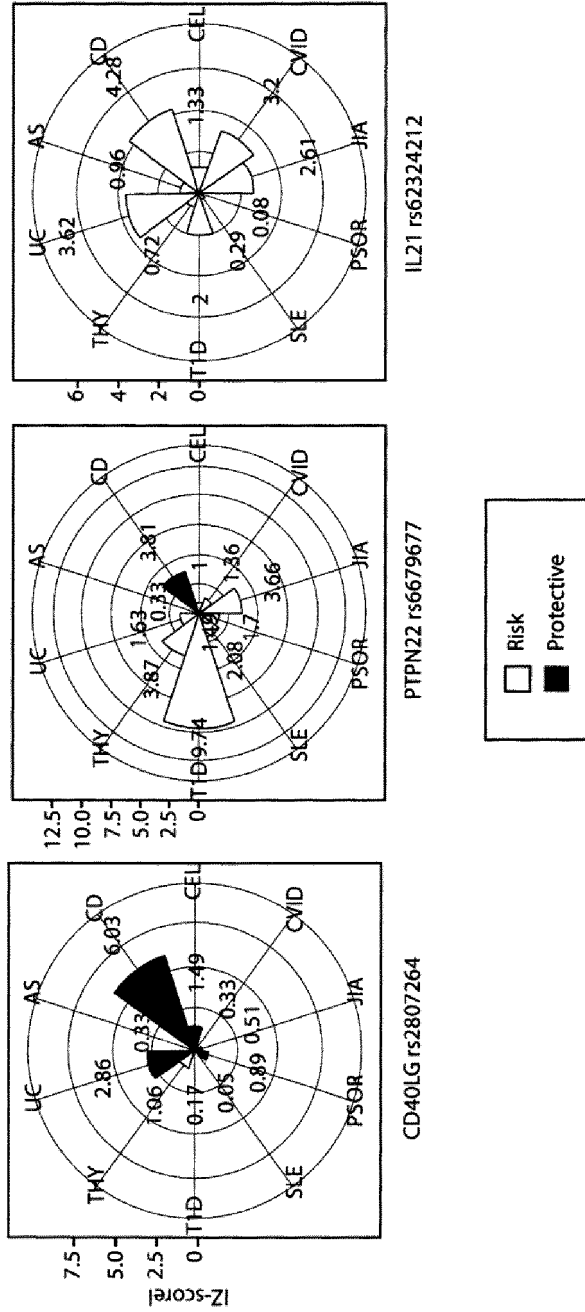 |Z-score|
7.5
5.0
2.5
0
AS
CD
CEL
CVID
JIA
PSOR
SLE
T1D
THY
UC
0.33
6.03
1.49
0.33
0.51
0.89
0.05
0.17
1.06
2.86
CD40LG rs2807264
12.5
10.0
7.5
5.0
2.5
0
AS
CD
CEL
CVID
JIA
PSOR
SLE
T1D
THY
UC
0.33
3.81
1
1.36
3.66
1.7
2.08
9.74
3.87
1.63
PTPN22 rs6679677
6
4
2
0
AS
CD
CEL
CVID
JIA
PSOR
SLE
T1D
THY
UC
0.96
4.28
1.33
3.2
2.61
0.08
0.29
2
0.72
3.62
IL21 rs62324212
Risk
Protective